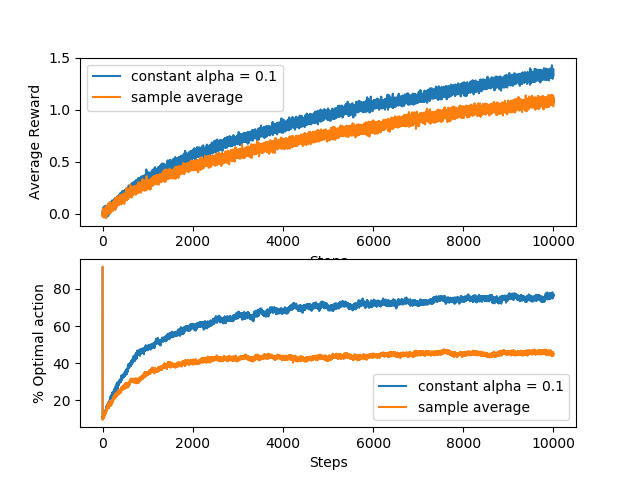 Average Reward
1.5
1.0
0.5
0.0
constant alpha = 0.1
sample average
0
2000
4000
6000
8000
10000
Steps
% Optimal action
80
60
40
20
constant alpha = 0.1
sample average
0
2000
4000
6000
8000
10000
Steps